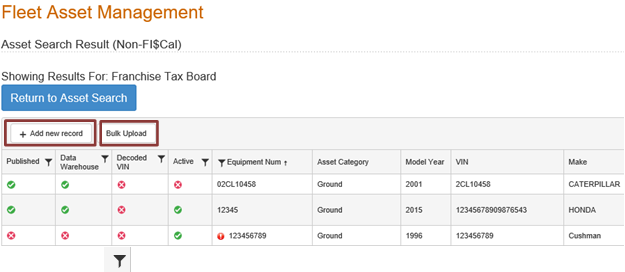 Fleet Asset Management
Asset Search Result (Non-FI$Cal)
Showing Results For: Franchise Tax Board
Return to Asset Search
+ Add new record Bulk Upload
Published Data Warehouse Decoded VIN Active Equipment Num ↑ Asset Category Model Year VIN Make
02CL10458 Ground 2001 2CL10458 CATERPILLAR
12345 Ground 2015 12345678909876543 HONDA
123456789 Ground 1996 123456789 Cushman